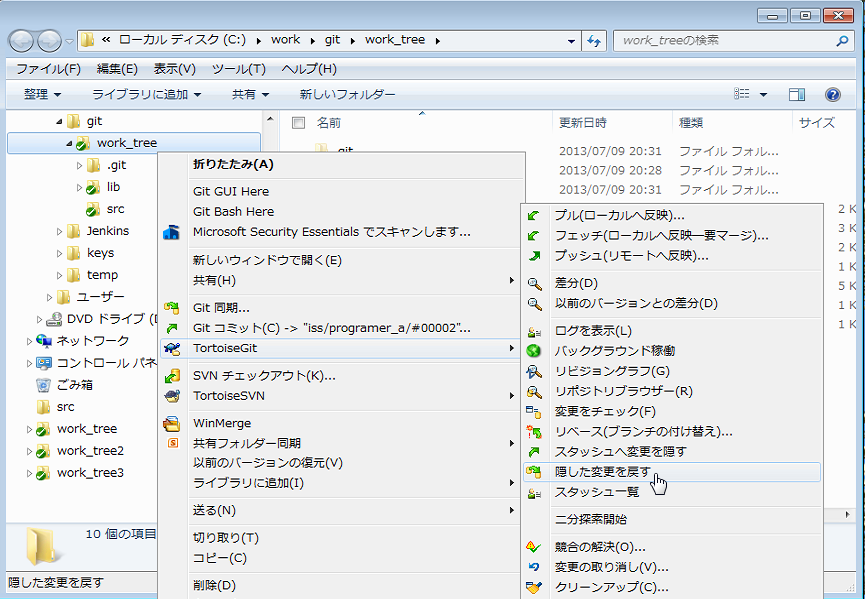 « ローカル ディスク (C:) ▸ work ▸ git ▸ work_tree ▸
work_treeの検索
ファイル(F) 編集(E) 表示(V) ツール(T) ヘルプ(H)
整理 ライブラリに追加 共有 新しいフォルダー
git
work_tree
.git
lib
src
Jenkins
keys
temp
ユーザー
DVD ドライブ (
ネットワーク
コントロール パネ
ごみ箱
src
work_tree
work_tree2
work_tree3
名前 更新日時 種類 サイズ
git 2013/07/09 20:31 ファイル フォル...
2013/07/09 20:28 ファイル フォル...
2013/07/09 20:31 ファイル フォル...
2 K
3 K
2 K
1 K
5 K
1 K
1 K
折りたたみ(A)
Git GUI Here
Git Bash Here
Microsoft Security Essentials でスキャンします...
新しいウィンドウで開く(E)
共有(H)
Git 同期...
Git コミット(C) -> "iss/programer_a/#00002"...
TortoiseGit
SVN チェックアウト(K)...
TortoiseSVN
WinMerge
共有フォルダー同期
以前のバージョンの復元(V)
ライブラリに追加(I)
送る(N)
切り取り(T)
コピー(C)
削除(D)
プル(ローカルへ反映)...
フェッチ(ローカルへ反映―要マージ)...
プッシュ(リモートへ反映)...
差分(D)
以前のバージョンとの差分(D)
ログを表示(L)
バックグラウンド稼働
リビジョングラフ(G)
リポジトリブラウザー(R)
変更をチェック(F)
リベース(ブランチの付け替え)...
スタッシュへ変更を隠す
隠した変更を戻す
スタッシュ一覧
二分探索開始
競合の解決(O)...
変更の取り消し(V)...
クリーンアップ(C)...
10 個の項目
隠した変更を戻す